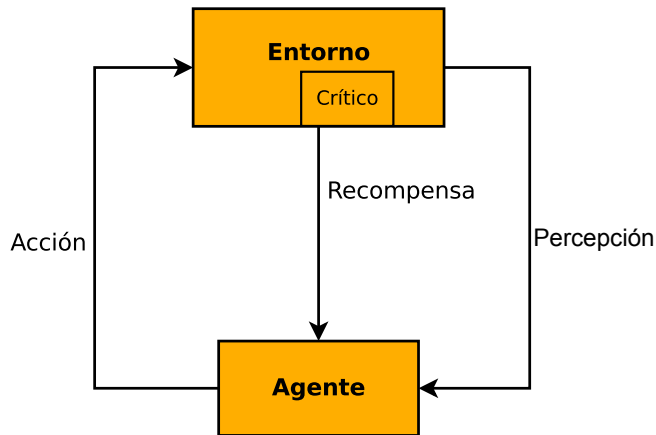 Entorno
Crítico
Recompensa
Acción
Percepción
Agente